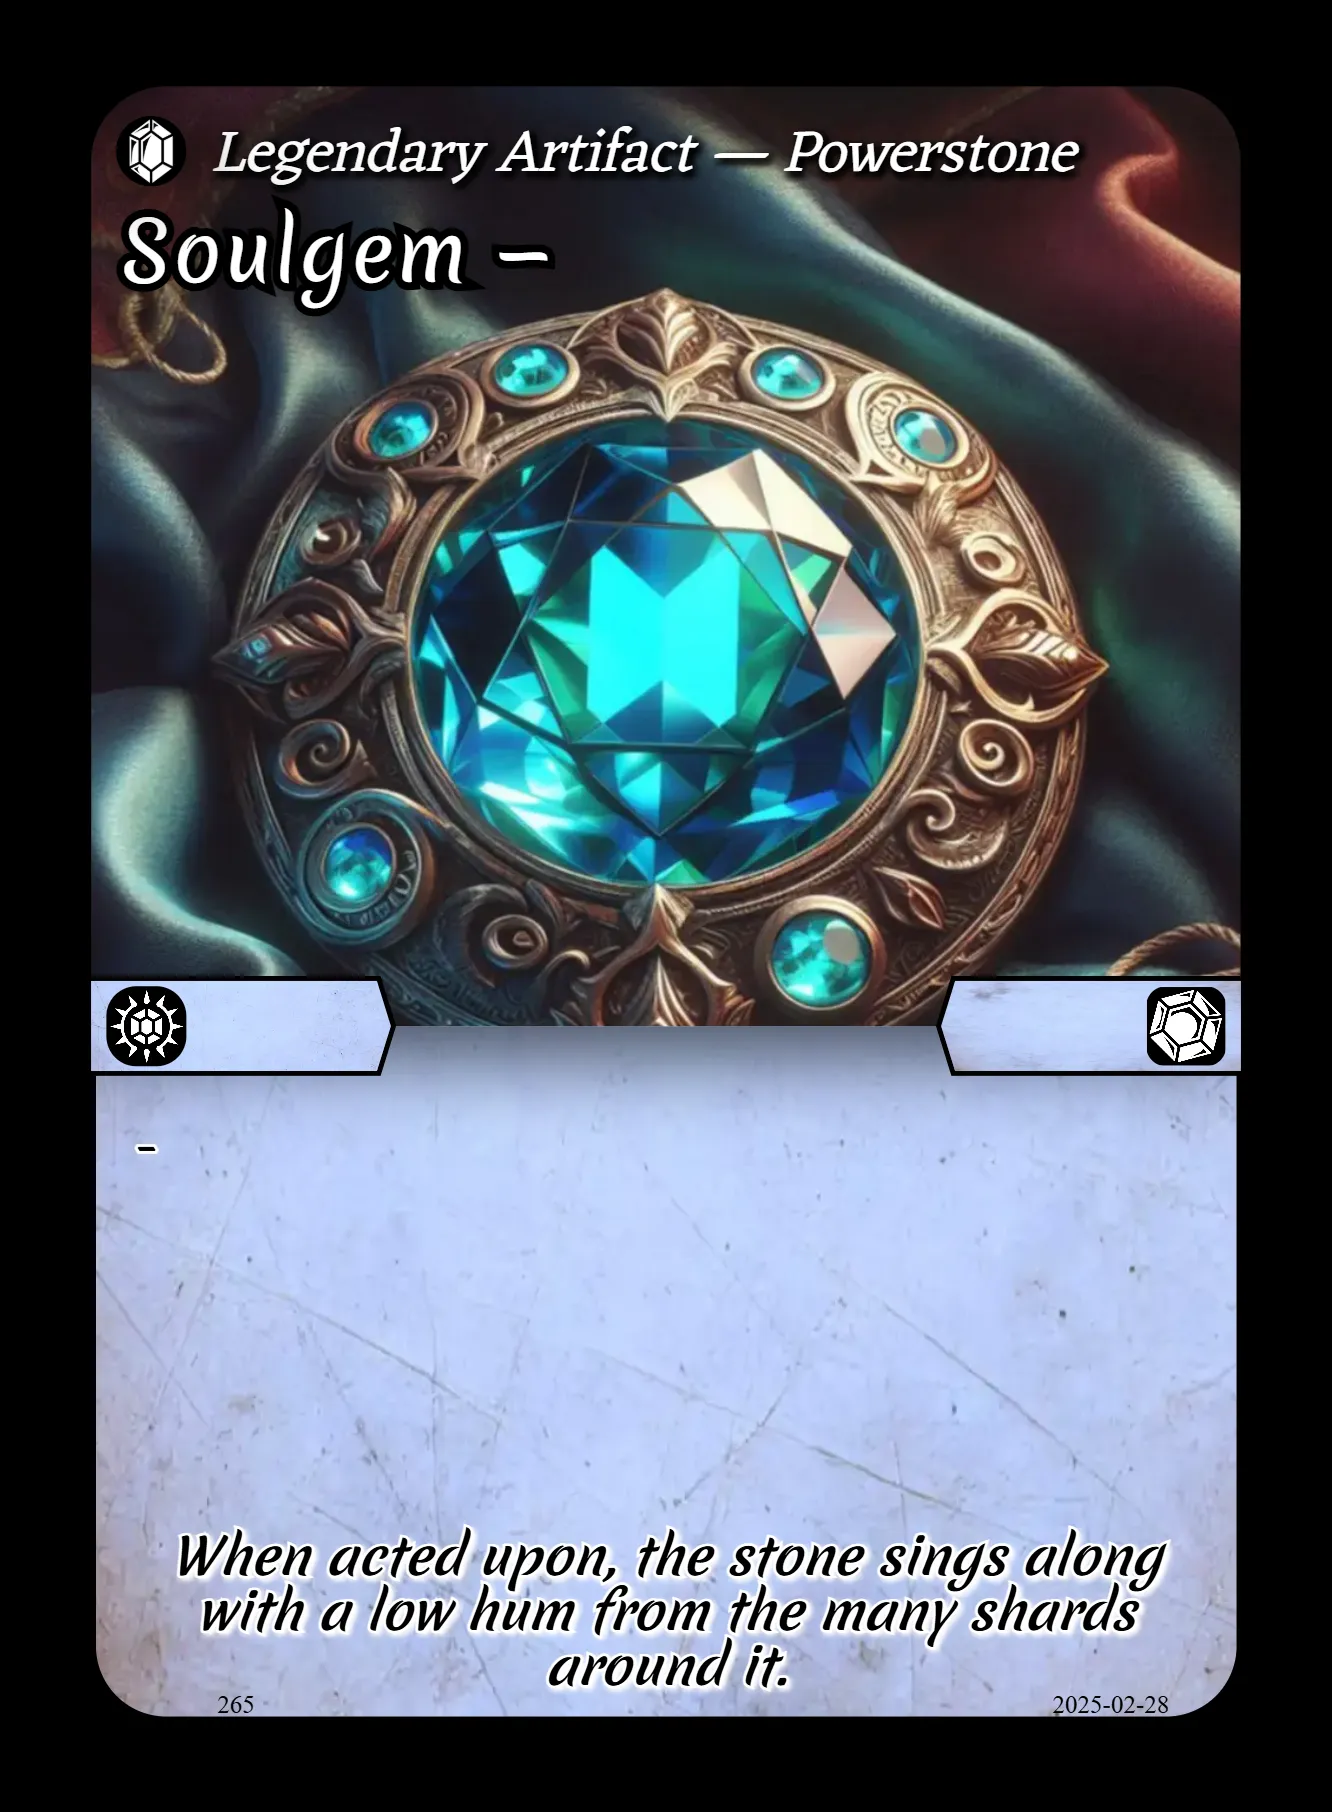 Legendary Artifact — Powerstone
Soulgem –
-
When acted upon, the stone sings along
with a low hum from the many shards
around it.
265
2025-02-28